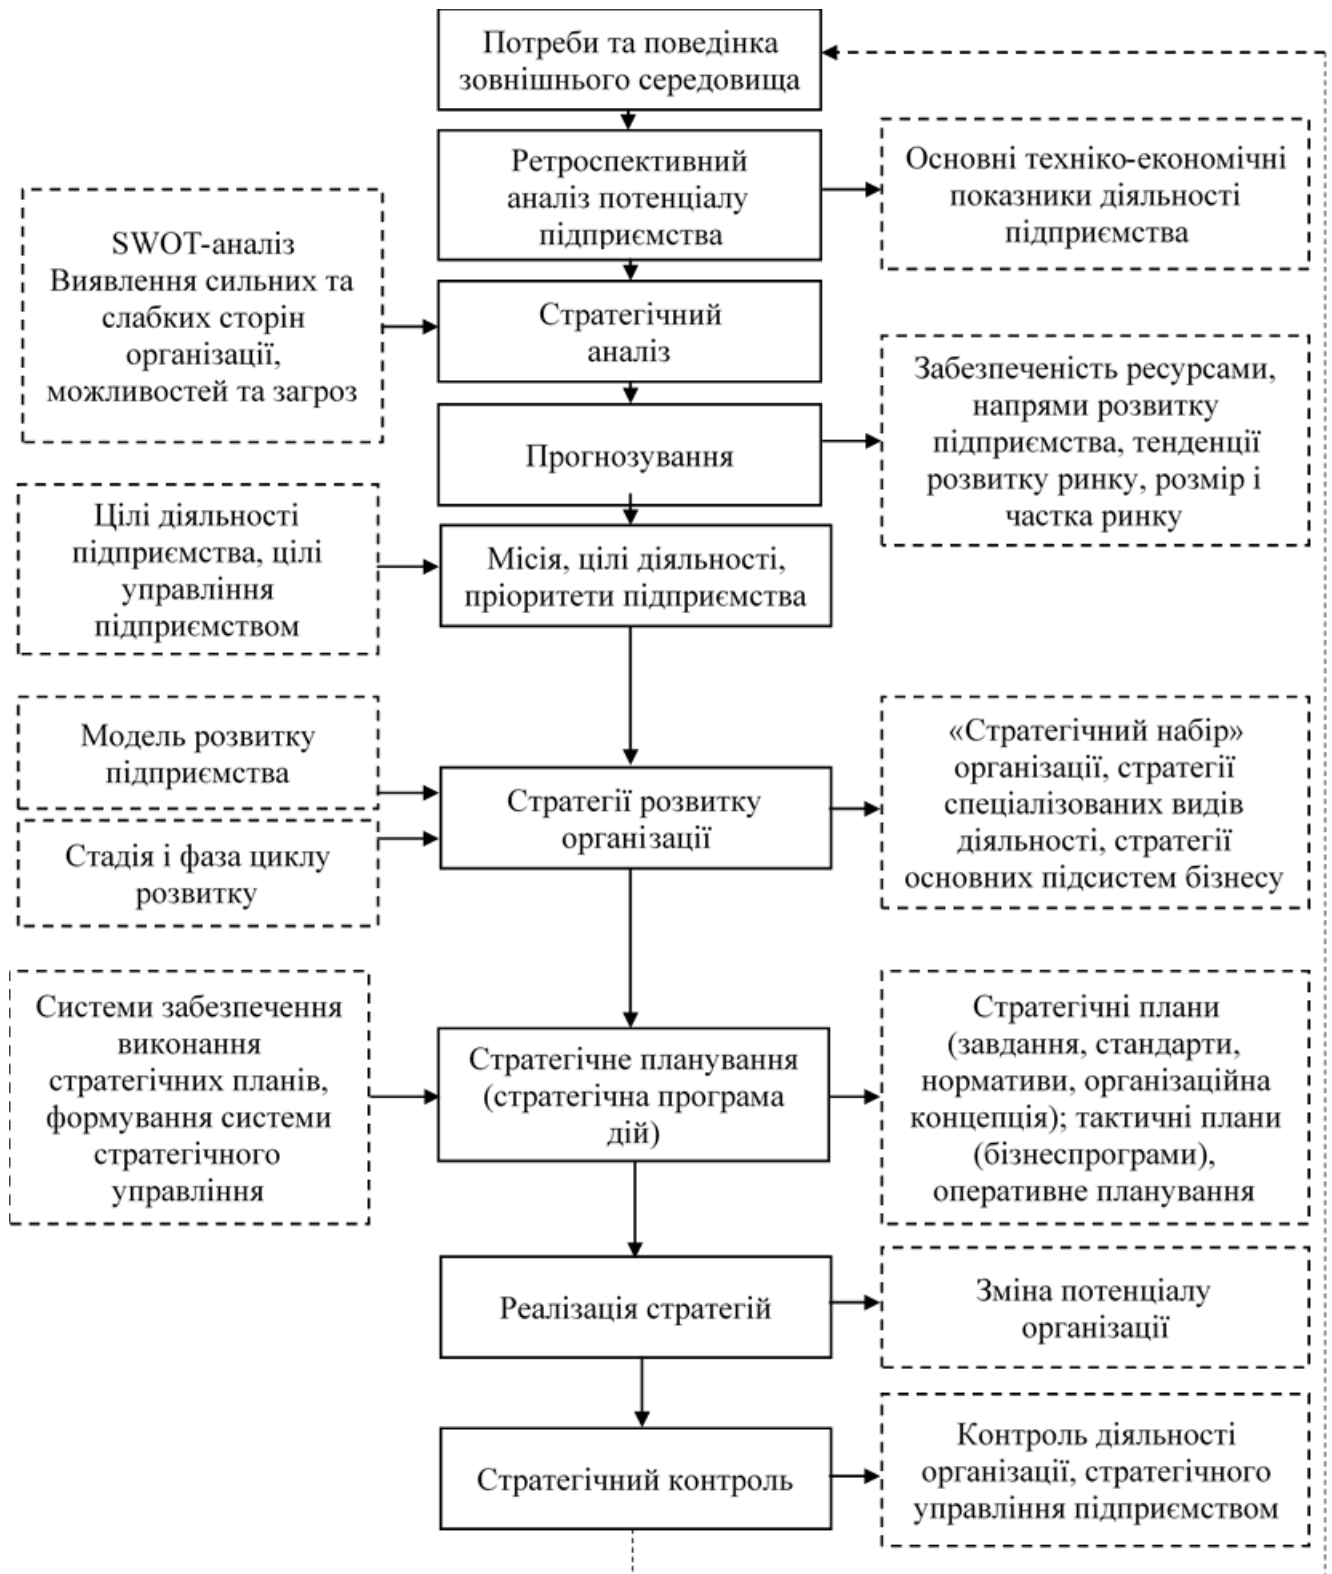 Потреби та поведінка
зовнішнього середовища
Ретроспективний
аналіз потенціалу
підприємства
Основні техніко-економічні
показники діяльності
підприємства
SWOT-аналіз
Виявлення сильних та
слабких сторін
організації,
можливостей та загроз
Стратегічний
аналіз
Прогнозування
Забезпеченість ресурсами,
напрями розвитку
підприємства, тенденції
розвитку ринку, розмір і
частка ринку
Цілі діяльності
підприємства, цілі
управління
підприємством
Місія, цілі діяльності,
пріоритети підприємства
Модель розвитку
підприємства
Стадія і фаза циклу
розвитку
Стратегії розвитку
організації
«Стратегічний набір»
організації, стратегії
спеціалізованих видів
діяльності, стратегії
основних підсистем бізнесу
Системи забезпечення
виконання
стратегічних планів,
формування системи
стратегічного
управління
Стратегічне планування
(стратегічна програма
дій)
Стратегічні плани
(завдання, стандарти,
нормативи, організаційна
концепція); тактичні плани
(бізнеспрограми),
оперативне планування
Реалізація стратегій
Зміна потенціалу
організації
Стратегічний контроль
Контроль діяльності
організації, стратегічного
управління підприємством